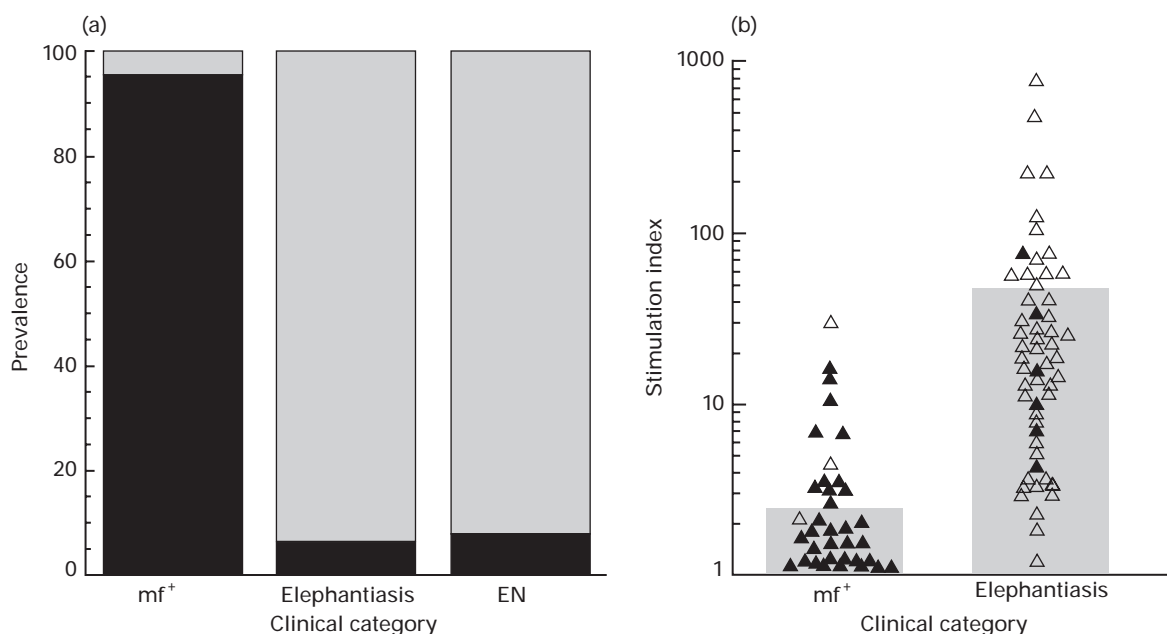 (a)
Prevalence
100
80
60
40
20
0
mf+
Elephantiasis
EN
Clinical category
(b)
Stimulation index
1000
100
10
1
mf+
Elephantiasis
Clinical category